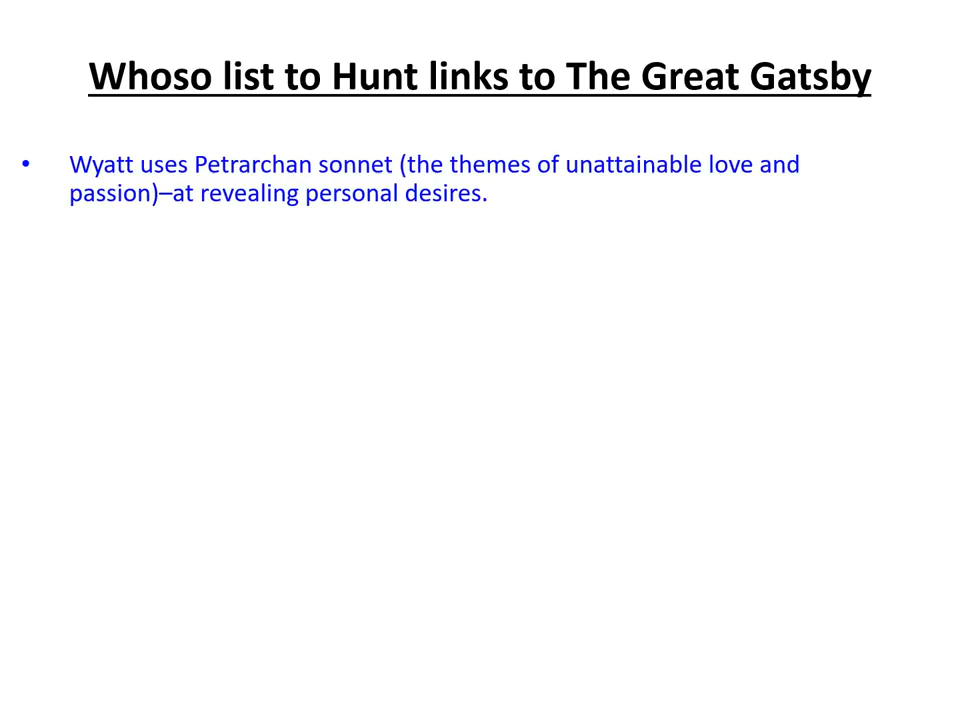 Whoso list to Hunt links to The Great Gatsby
• Wyatt uses Petrarchan sonnet (the themes of unattainable love and
passion)–at revealing personal desires.